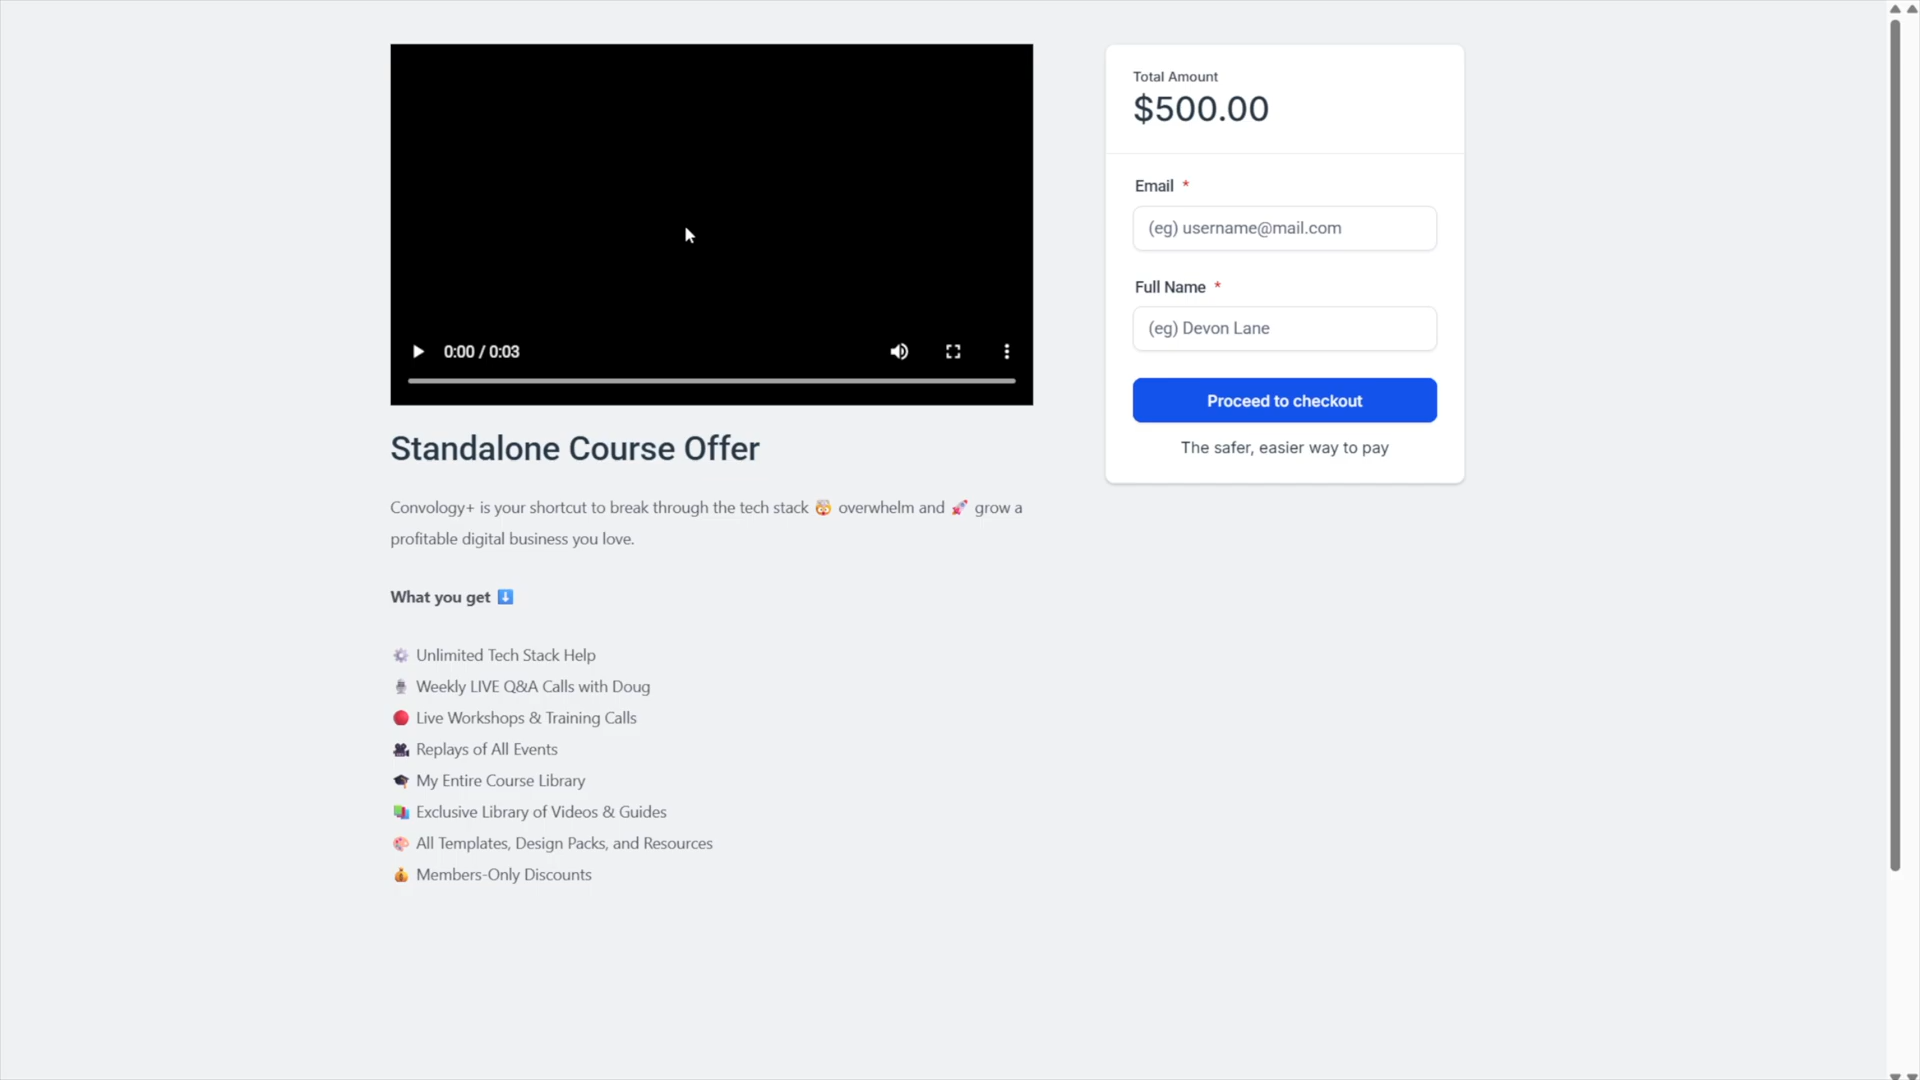 0:00 / 0:03
Standalone Course Offer
Convology+ is your shortcut to break through the tech stack 🤯 overwhelm and 🚀 grow a
profitable digital business you love.
What you get ⬇️
⚙️ Unlimited Tech Stack Help
🎙️ Weekly LIVE Q&A Calls with Doug
🔴 Live Workshops & Training Calls
🎥 Replays of All Events
🎓 My Entire Course Library
📚 Exclusive Library of Videos & Guides
🎨 All Templates, Design Packs, and Resources
💰 Members-Only Discounts
Total Amount
$500.00
Email *
(eg) username@mail.com
Full Name *
(eg) Devon Lane
Proceed to checkout
The safer, easier way to pay